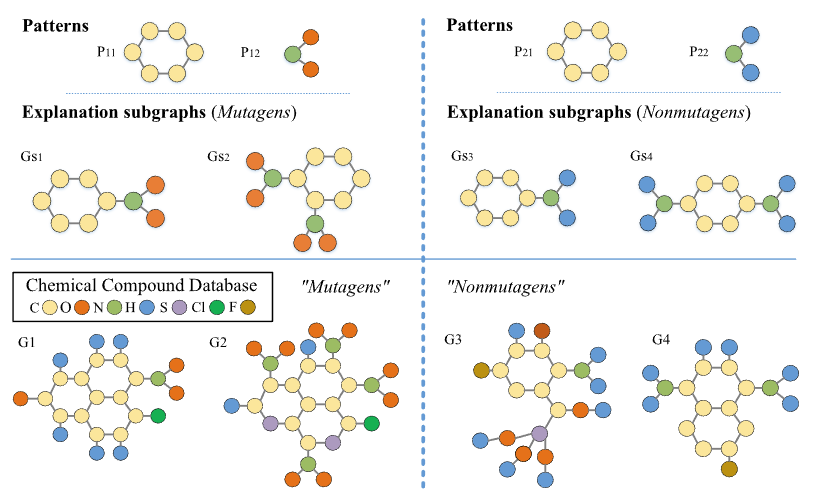 Patterns
P11
P12
Explanation subgraphs (Mutagens)
Gs1
Gs2
Patterns
P21
P22
Explanation subgraphs (Nonmutagens)
Gs3
Gs4
Chemical Compound Database
C O N H S Cl F
"Mutagens"
G1
G2
"Nonmutagens"
G3
G4